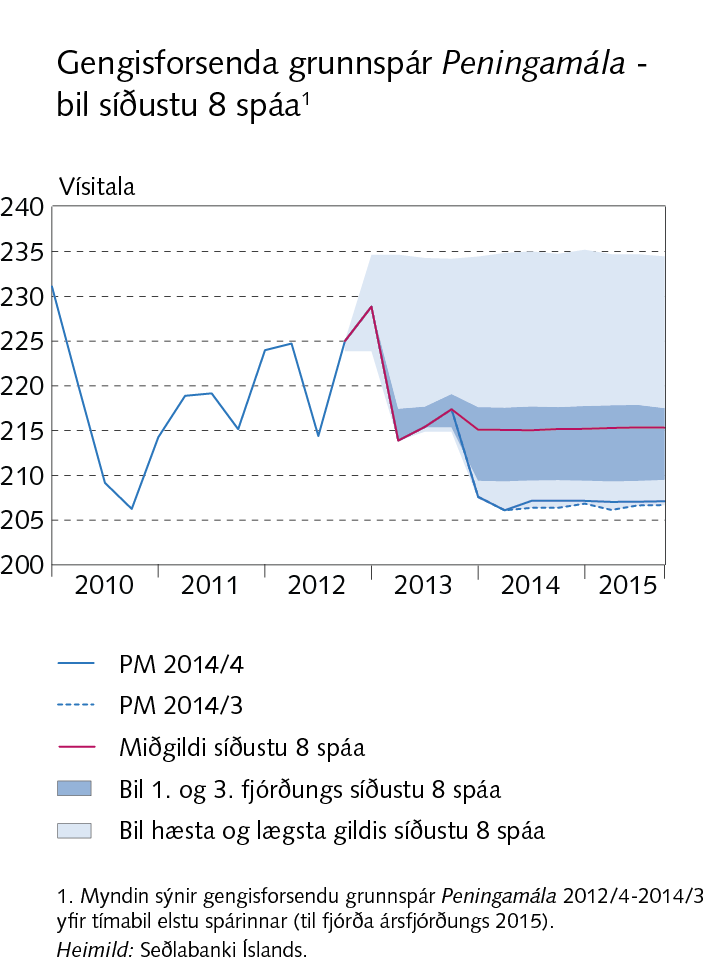 Gengisforsenda grunnspár Peningamála -
bil síðustu 8 spáa¹
Vísitala
240
235
230
225
220
215
210
205
200
2010 2011 2012 2013 2014 2015
PM 2014/4
PM 2014/3
Miðgildi síðustu 8 spáa
Bil 1. og 3. fjórðungs síðustu 8 spáa
Bil hæsta og lægsta gildis síðustu 8 spáa
1. Myndin sýnir gengisforsendu grunnspár Peningamála 2012/4-2014/3
yfir tímabil elstu spárinnar (til fjórða ársfjórðungs 2015).
Heimild: Seðlabanki Íslands.